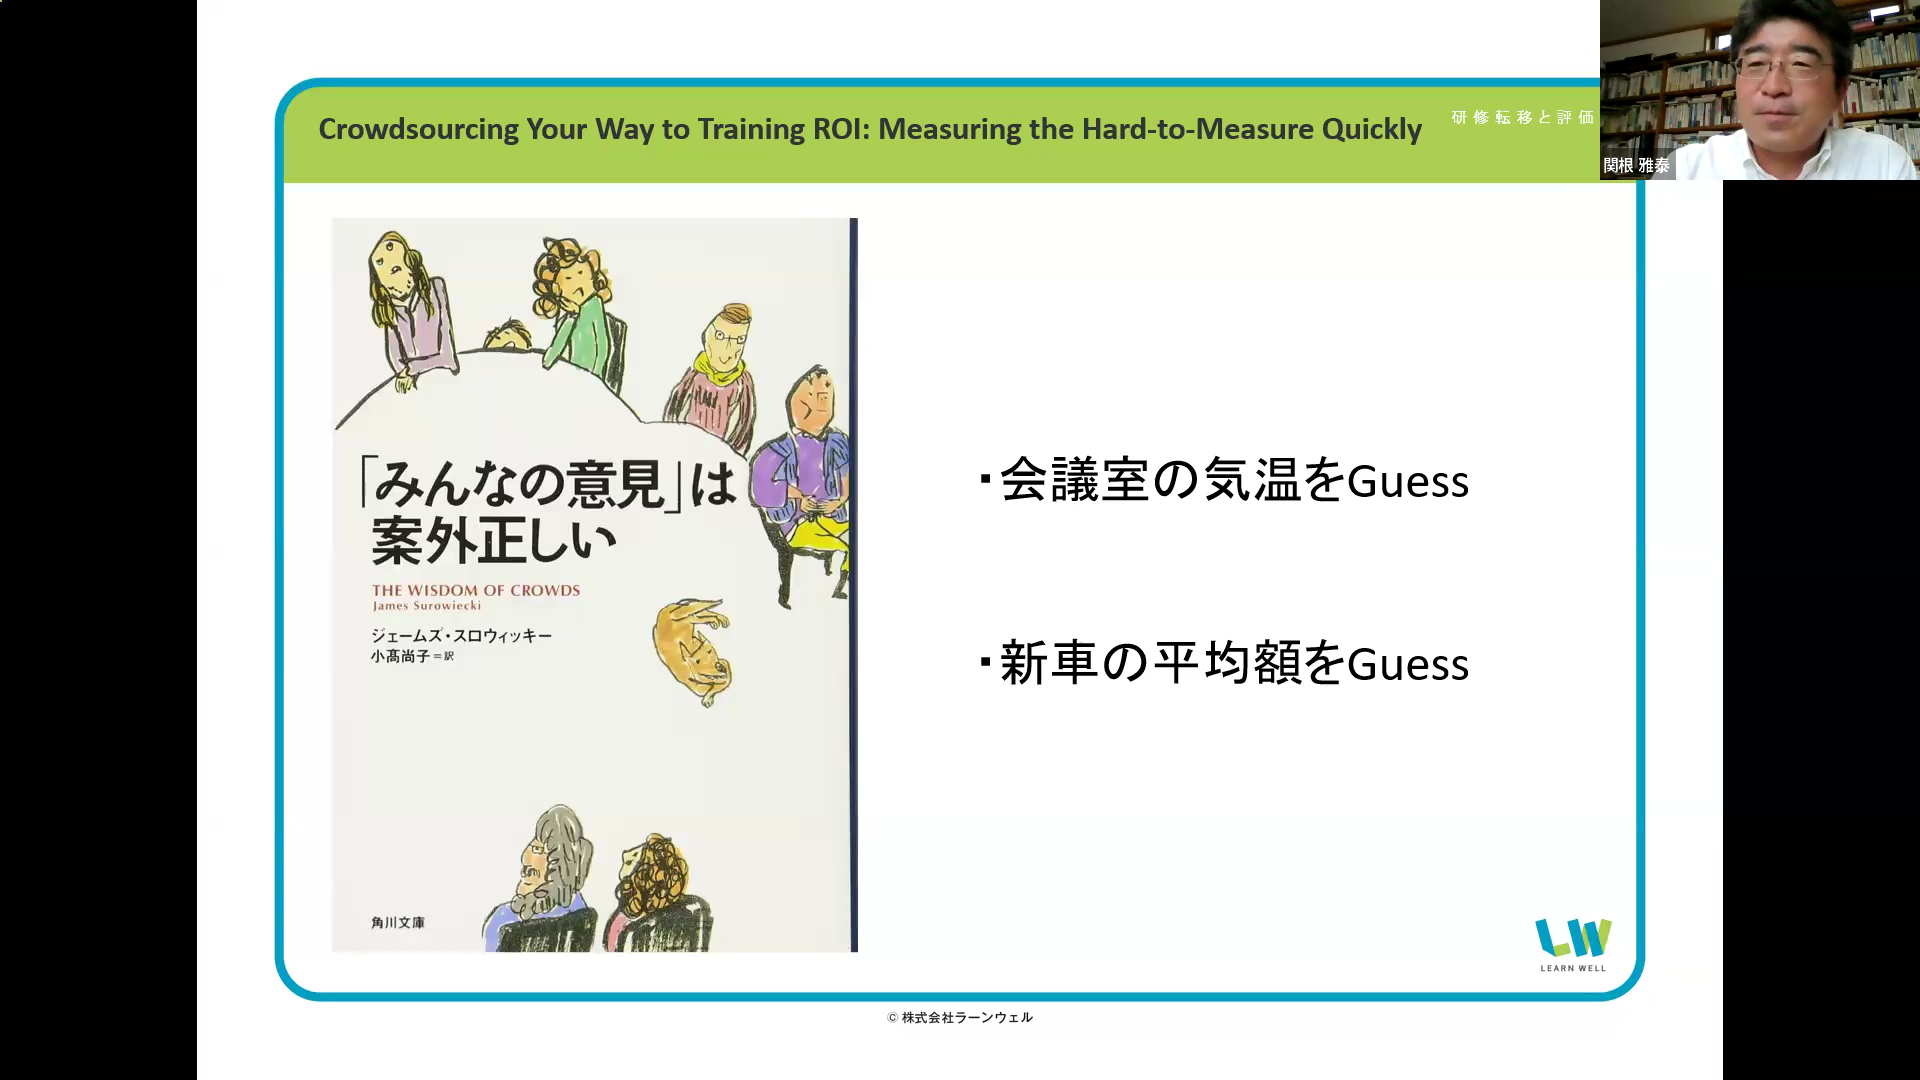 Crowdsourcing Your Way to Training ROI: Measuring the Hard-to-Measure Quickly
研修転移と評価
関根 雅泰
「みんなの意見」は
案外正しい
THE WISDOM OF CROWDS
James Surowiecki
ジェームズ・スロウィッキー
小髙尚子=訳
角川文庫
・会議室の気温をGuess
・新車の平均額をGuess
LW
LEARN WELL
© 株式会社ラーンウェル